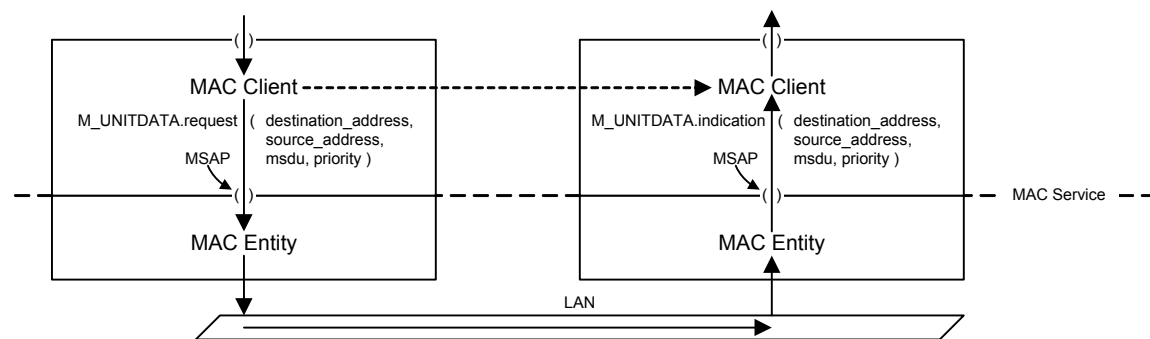 ( )
( )
MAC Client
MAC Client
M_UNITDATA.request ( destination_address,
source_address,
msdu, priority )
M_UNITDATA.indication ( destination_address,
source_address,
msdu, priority )
MSAP
MSAP
( )
( )
MAC Service
MAC Entity
MAC Entity
LAN